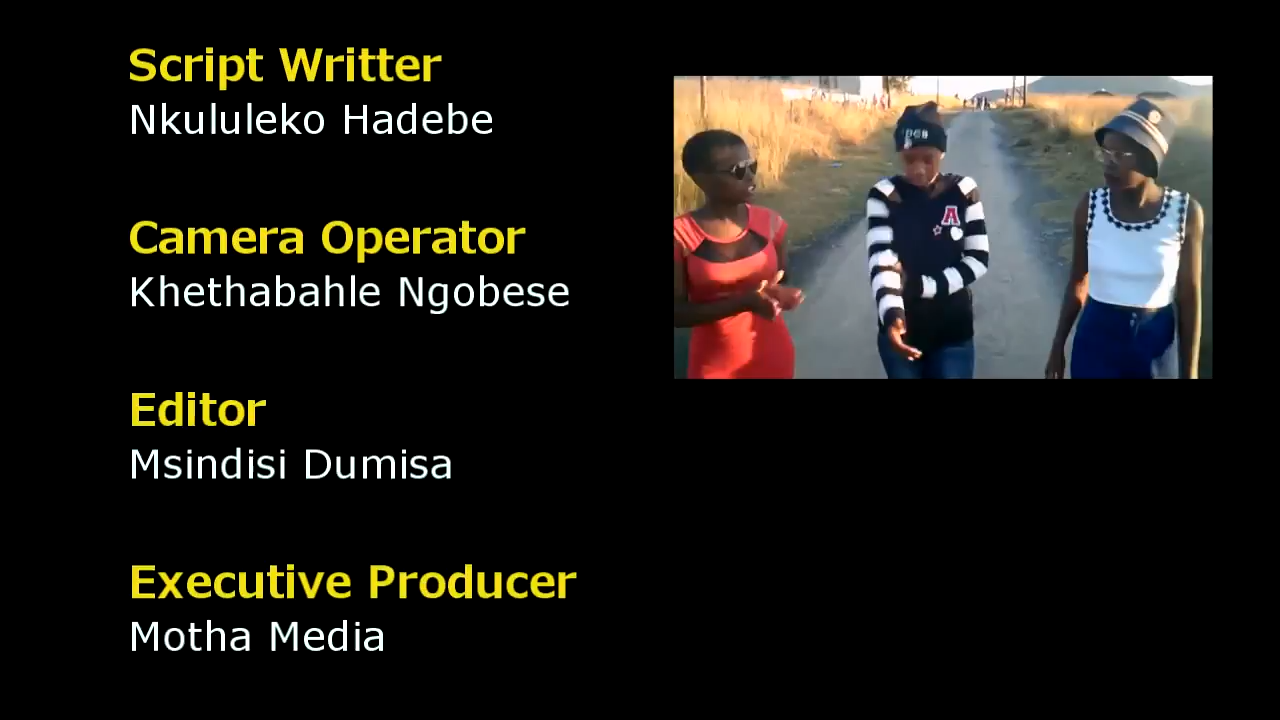 Script Writter
Nkululeko Hadebe
Camera Operator
Khethabahle Ngobese
Editor
Msindisi Dumisa
Executive Producer
Motha Media
A